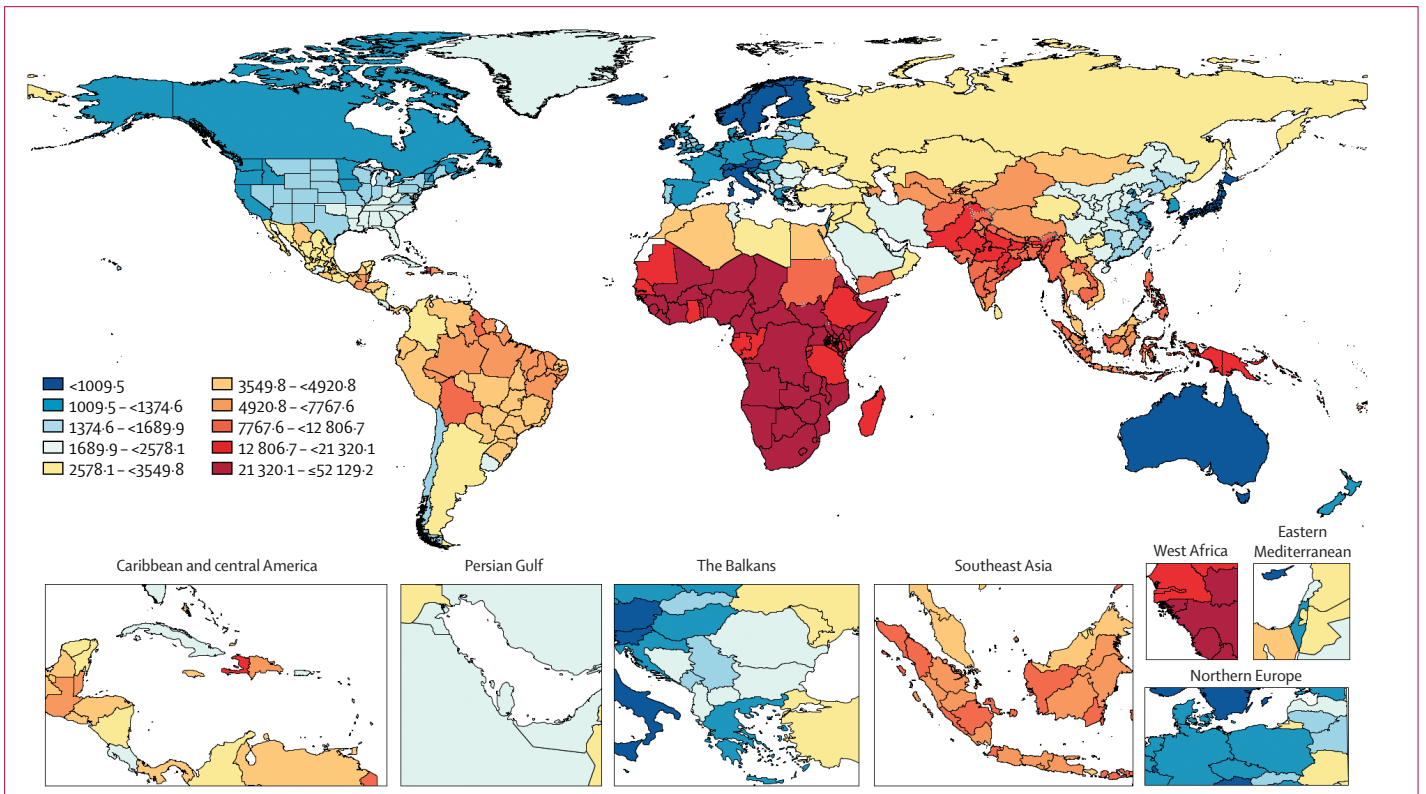 <1009·5
1009·5 – <1374·6
1374·6 – <1689·9
1689·9 – <2578·1
2578·1 – <3549·8
3549·8 – <4920·8
4920·8 – <7767·6
7767·6 – <12 806·7
12 806·7 – <21 320·1
21 320·1 – ≤52 129·2
Caribbean and central America
Persian Gulf
The Balkans
Southeast Asia
West Africa
Eastern
Mediterranean
Northern Europe